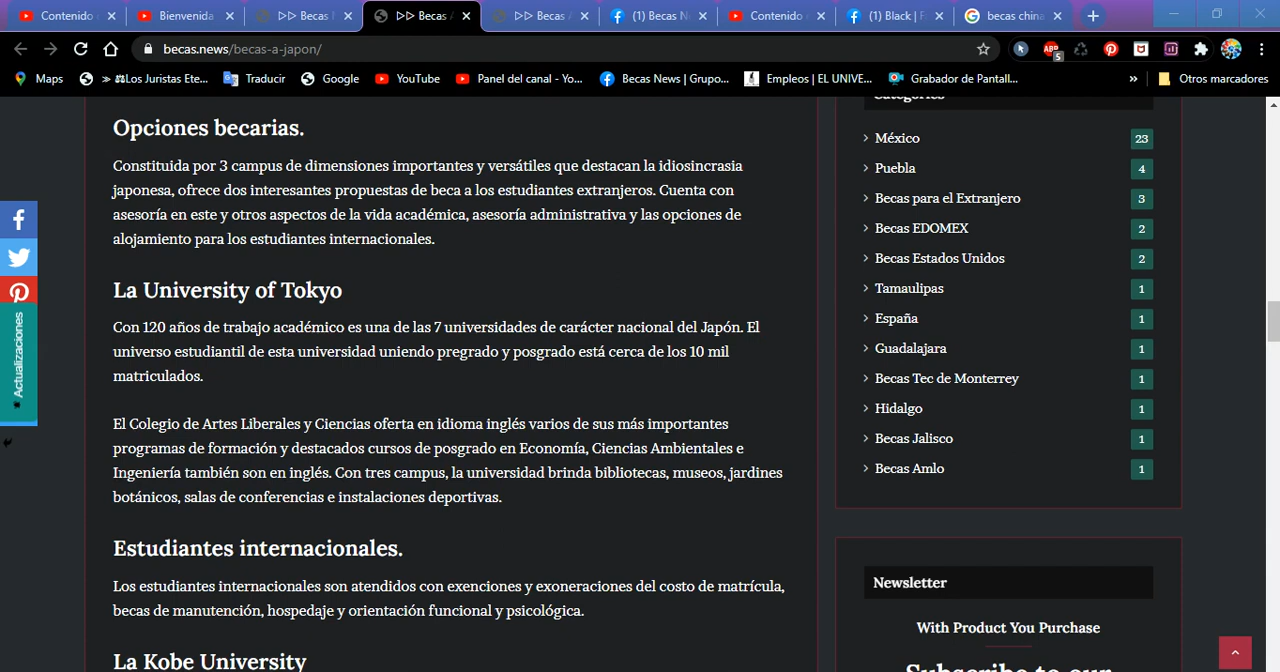 Contenido
Bienvenida
▷▷ Becas
▷▷ Becas
▷▷ Becas
(1) Becas N
Contenido
(1) Black | F
becas china
becas.news/becas-a-japon/
5
Maps
» ⚖Los Juristas Ete...
Traducir
Google
YouTube
Panel del canal - Yo...
Becas News | Grupo...
Empleos | EL UNIVE...
Grabador de Pantall...
»
Otros marcadores
Opciones becarias.
Constituida por 3 campus de dimensiones importantes y versátiles que destacan la idiosincrasia
japonesa, ofrece dos interesantes propuestas de beca a los estudiantes extranjeros. Cuenta con
asesoría en este y otros aspectos de la vida académica, asesoría administrativa y las opciones de
alojamiento para los estudiantes internacionales.
La University of Tokyo
Con 120 años de trabajo académico es una de las 7 universidades de carácter nacional del Japón. El
universo estudiantil de esta universidad uniendo pregrado y posgrado está cerca de los 10 mil
matriculados.
El Colegio de Artes Liberales y Ciencias oferta en idioma inglés varios de sus más importantes
programas de formación y destacados cursos de posgrado en Economía, Ciencias Ambientales e
Ingeniería también son en inglés. Con tres campus, la universidad brinda bibliotecas, museos, jardines
botánicos, salas de conferencias e instalaciones deportivas.
Estudiantes internacionales.
Los estudiantes internacionales son atendidos con exenciones y exoneraciones del costo de matrícula,
becas de manutención, hospedaje y orientación funcional y psicológica.
La Kobe University
Actualizaciones
Categories
México 23
Puebla 4
Becas para el Extranjero 3
Becas EDOMEX 2
Becas Estados Unidos 2
Tamaulipas 1
España 1
Guadalajara 1
Becas Tec de Monterrey 1
Hidalgo 1
Becas Jalisco 1
Becas Amlo 1
Newsletter
With Product You Purchase
Subscribe to our